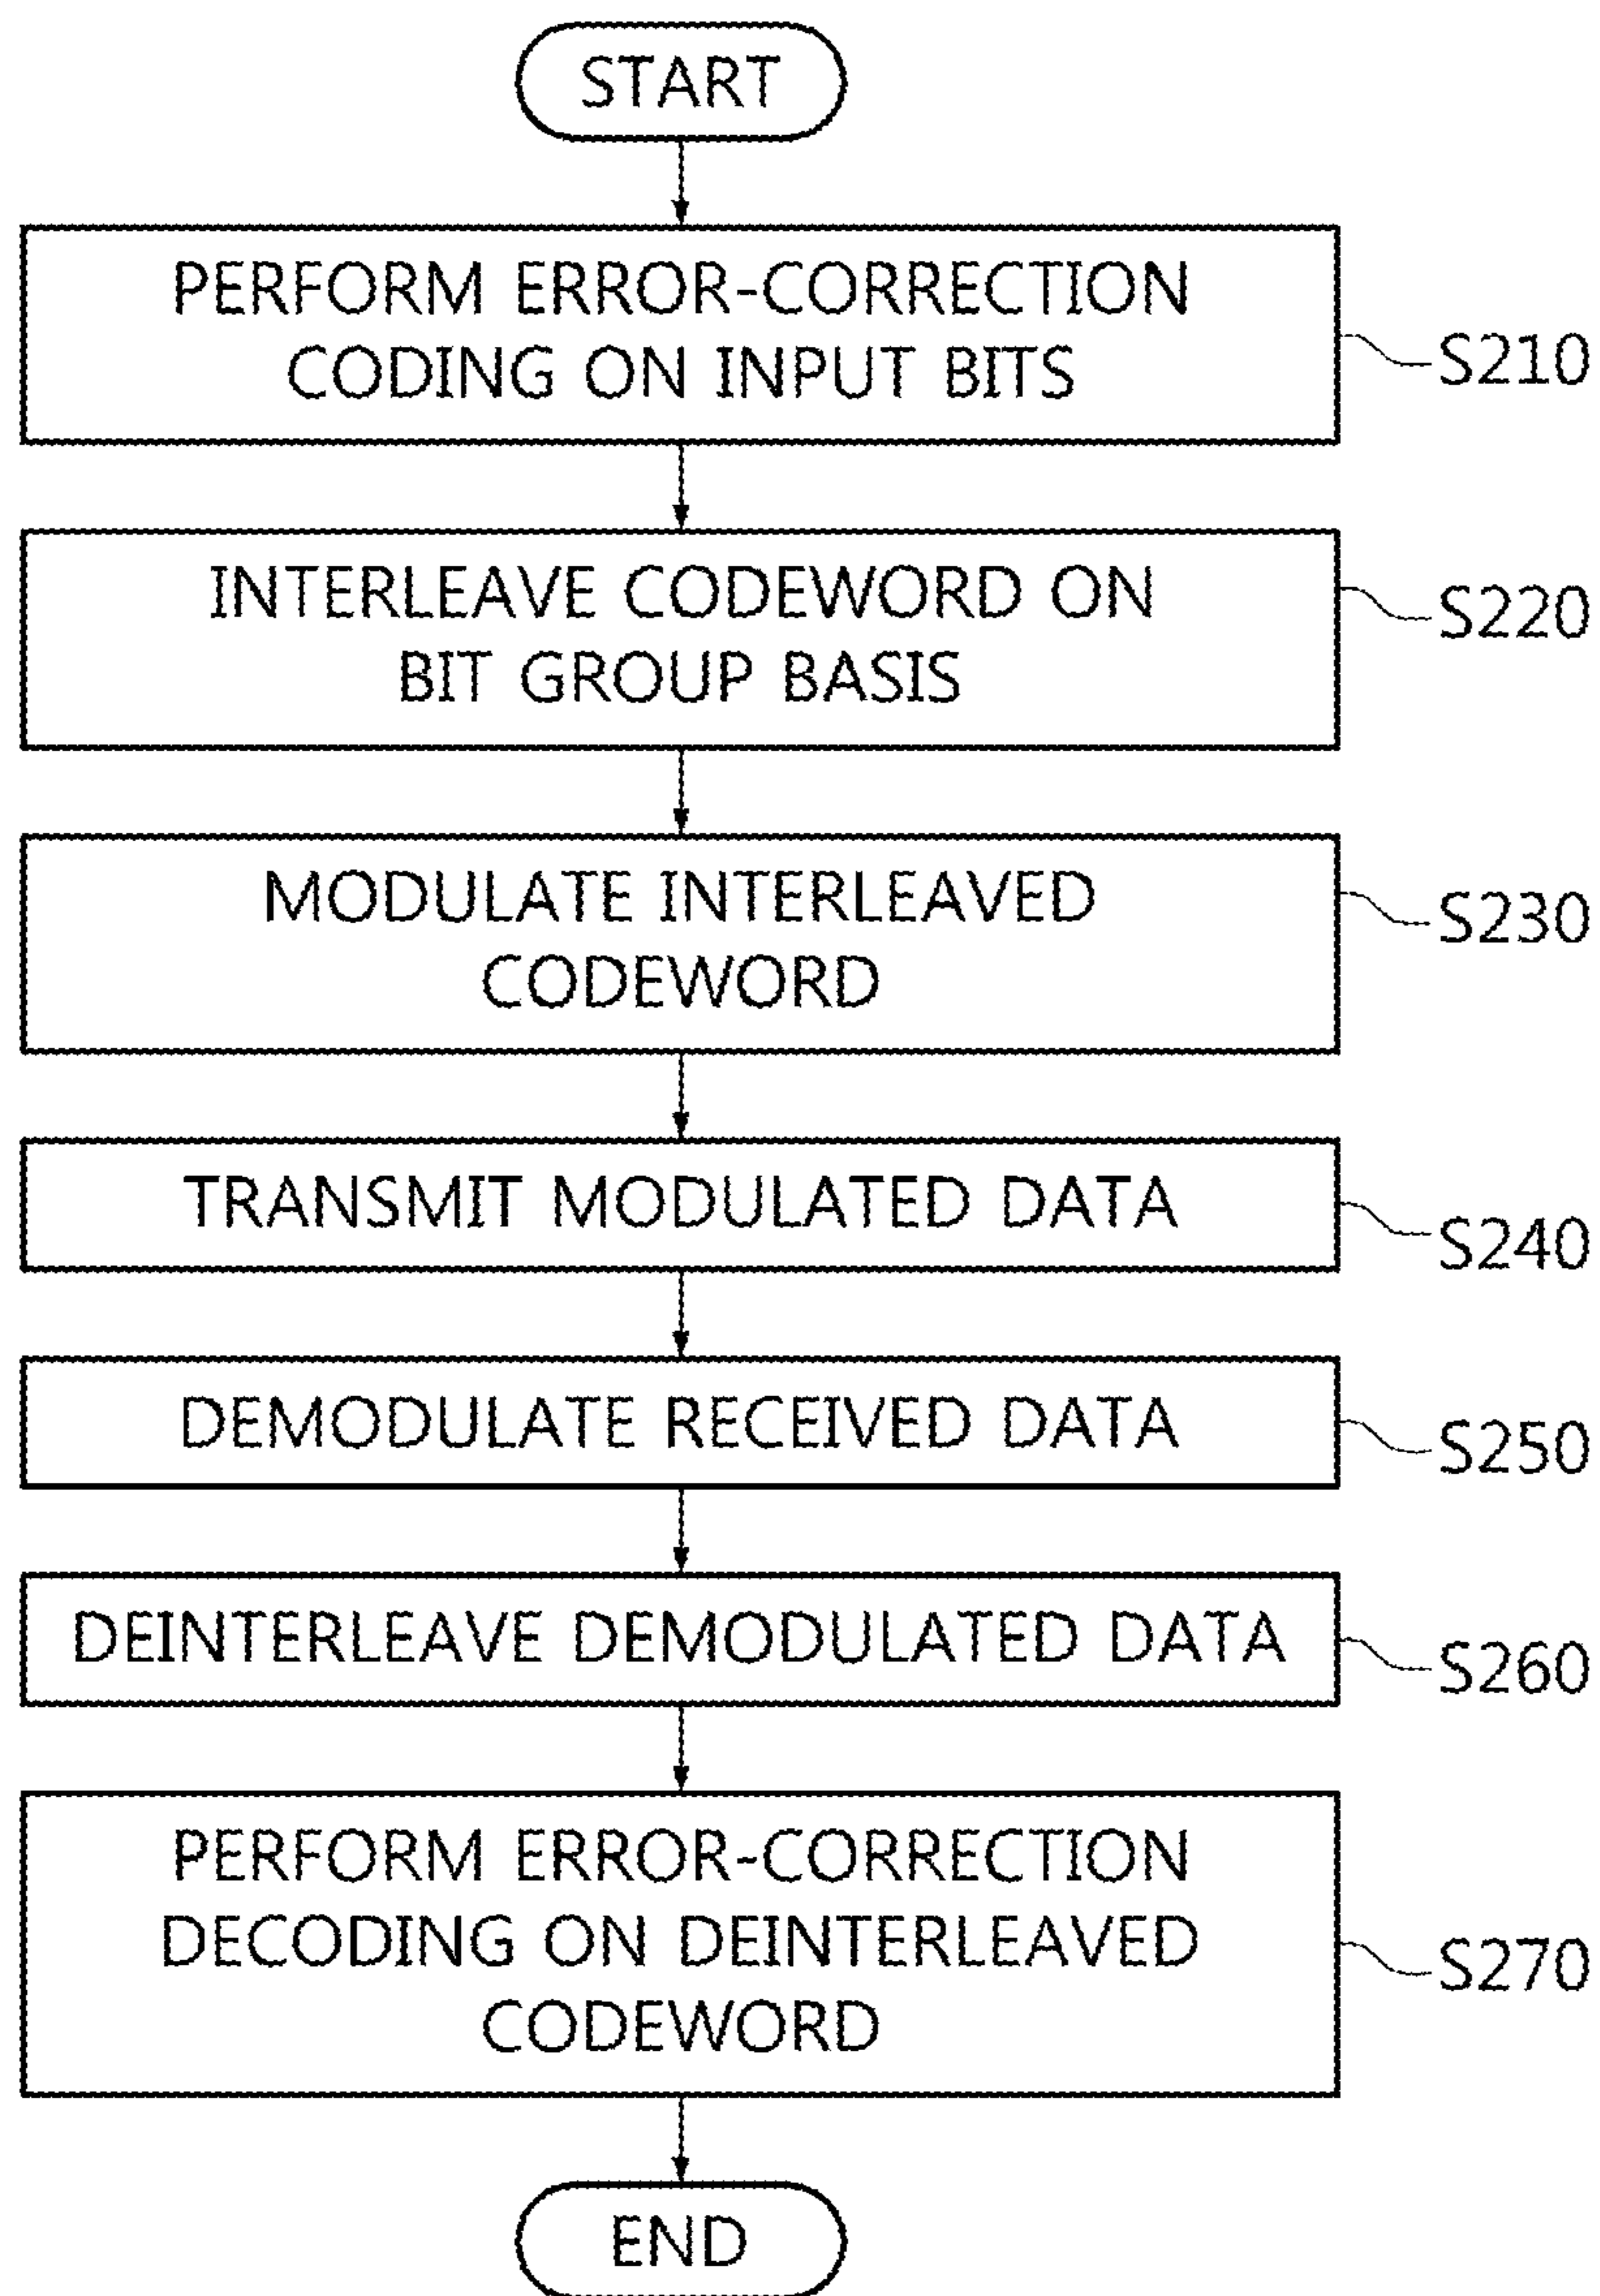 START
PERFORM ERROR-CORRECTION
CODING ON INPUT BITS
S210
INTERLEAVE CODEWORD ON
BIT GROUP BASIS
S220
MODULATE INTERLEAVED
CODEWORD
S230
TRANSMIT MODULATED DATA
S240
DEMODULATE RECEIVED DATA
S250
DEINTERLEAVE DEMODULATED DATA
S260
PERFORM ERROR-CORRECTION
DECODING ON DEINTERLEAVED
CODEWORD
S270
END